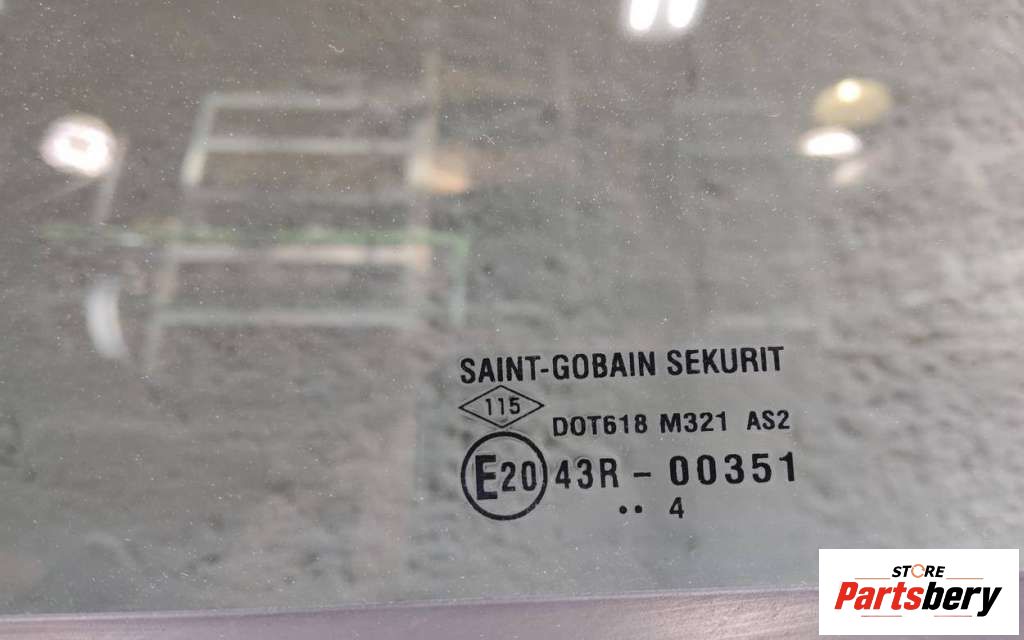 SAINT-GOBAIN SEKURIT
115
DOT618 M321 AS2
E20 43R - 00351
•• 4
STORE
Partsbery